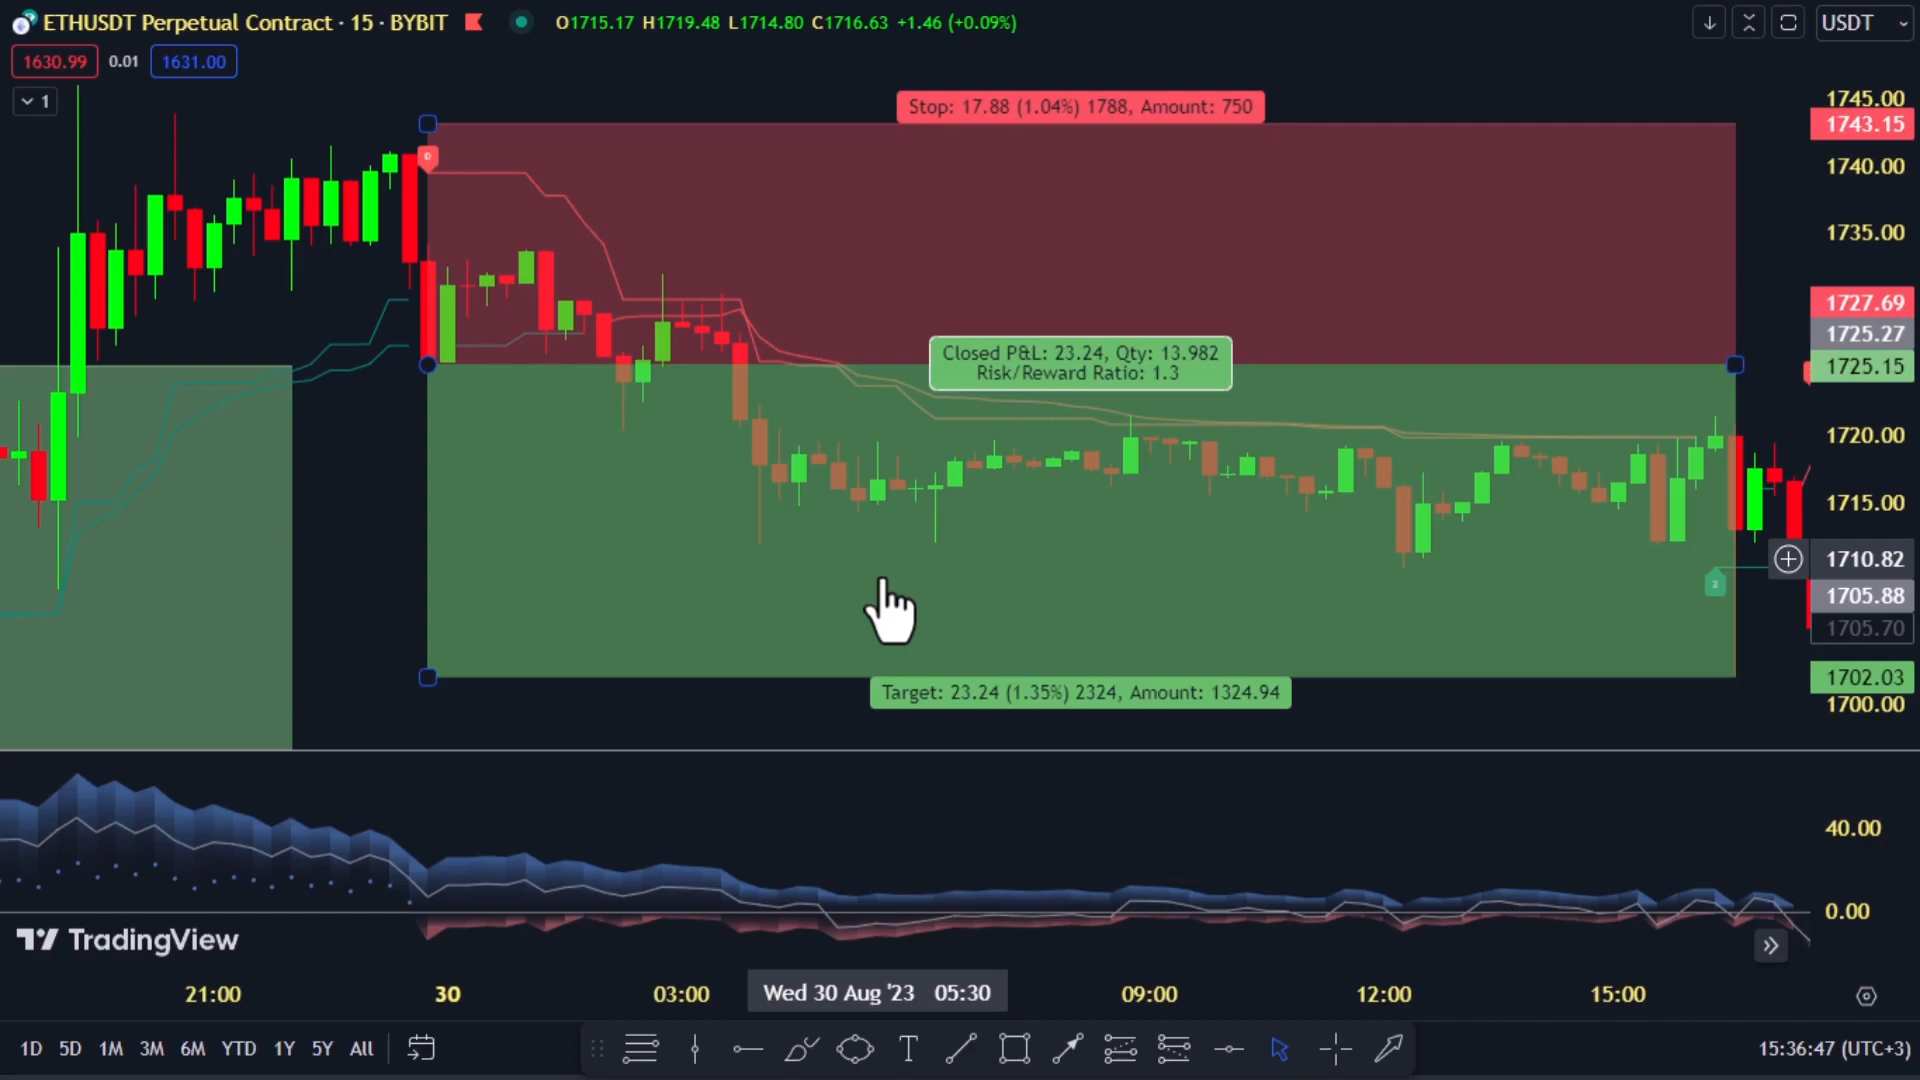 ETHUSDT Perpetual Contract · 15 · BYBIT O1715.17 H1719.48 L1714.80 C1716.63 +1.46 (+0.09%) USDT
1630.99 0.01 1631.00
1
Stop: 17.88 (1.04%) 1788, Amount: 750
1745.00
1743.15
D
1740.00
1735.00
1727.69
1725.27
Closed P&L: 23.24, Qty: 13.982
Risk/Reward Ratio: 1.3
1725.15
1720.00
1715.00
1710.82
2
1705.88
1705.70
Target: 23.24 (1.35%) 2324, Amount: 1324.94
1702.03
1700.00
40.00
0.00
TradingView
21:00 30 03:00 Wed 30 Aug '23 05:30 09:00 12:00 15:00
1D 5D 1M 3M 6M YTD 1Y 5Y All T 15:36:47 (UTC+3)